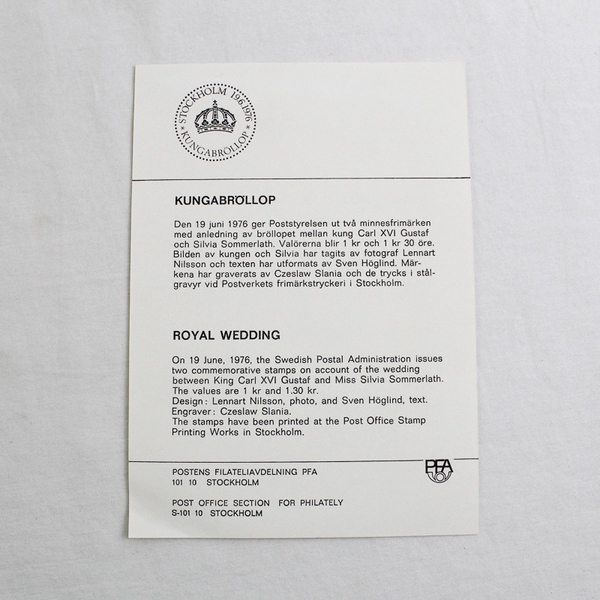 STOCKHOLM 19.6.1976
* KUNGABRÖLLOP *
KUNGABRÖLLOP
Den 19 juni 1976 ger Poststyrelsen ut två minnesfrimärken
med anledning av bröllopet mellan kung Carl XVI Gustaf
och Silvia Sommerlath. Valörerna blir 1 kr och 1 kr 30 öre.
Bilden av kungen och Silvia har tagits av fotograf Lennart
Nilsson och texten har utformats av Sven Höglind. Mär-
kena har graverats av Czeslaw Slania och de trycks i stål-
gravyr vid Postverkets frimärkstryckeri i Stockholm.
ROYAL WEDDING
On 19 June, 1976, the Swedish Postal Administration issues
two commemorative stamps on account of the wedding
between King Carl XVI Gustaf and Miss Silvia Sommerlath.
The values are 1 kr and 1.30 kr.
Design: Lennart Nilsson, photo, and Sven Höglind, text.
Engraver: Czeslaw Slania.
The stamps have been printed at the Post Office Stamp
Printing Works in Stockholm.
POSTENS FILATELIAVDELNING PFA
101 10 STOCKHOLM
PFA
POST OFFICE SECTION FOR PHILATELY
S-101 10 STOCKHOLM